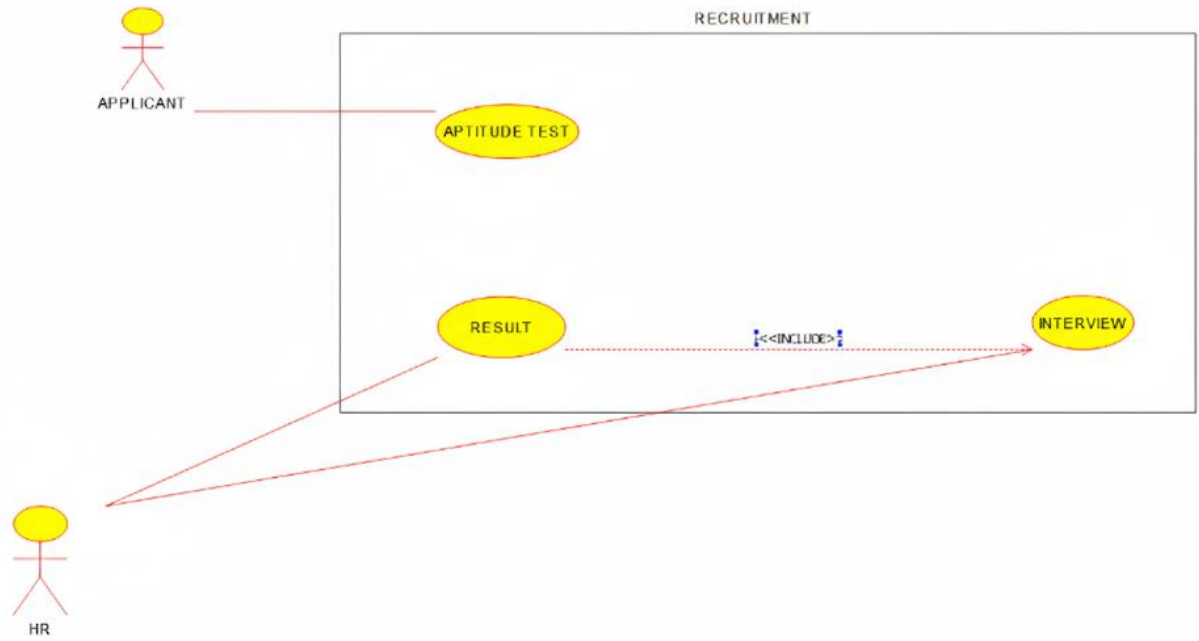 RECRUITMENT
APPLICANT
APTITUDE TEST
RESULT
<<INCLUDE>>
INTERVIEW
HR